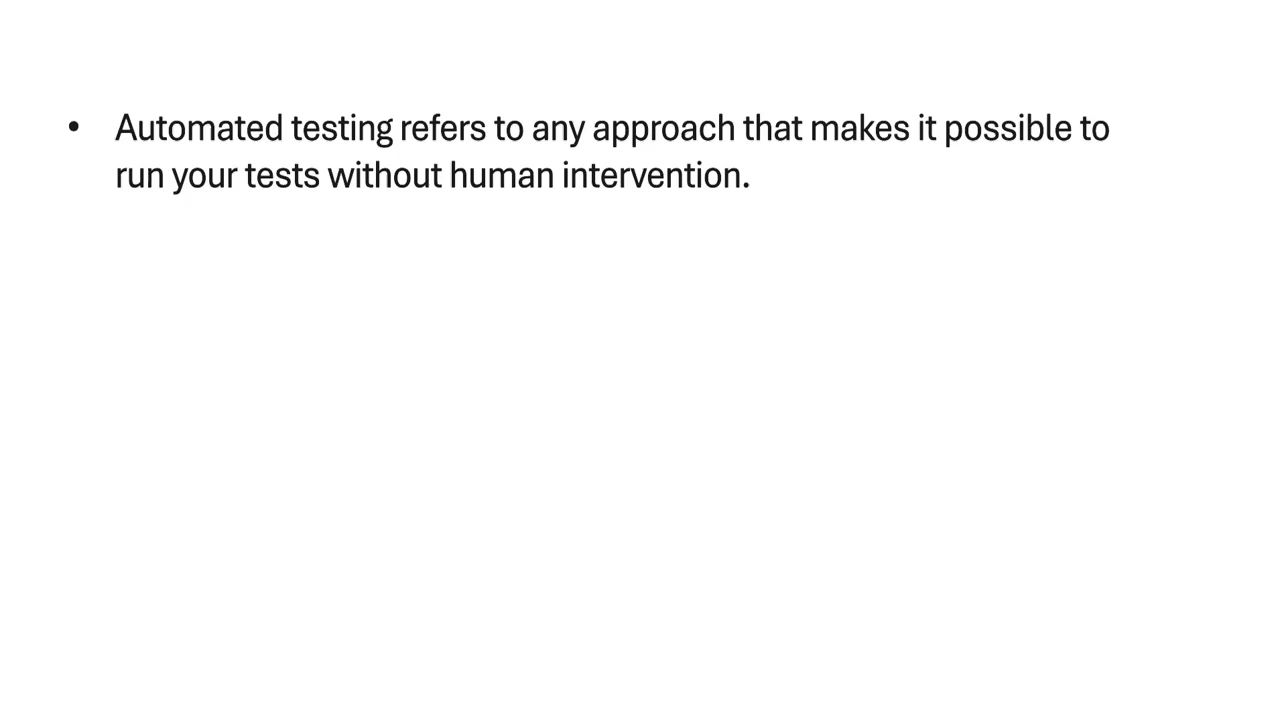 • Automated testing refers to any approach that makes it possible to
run your tests without human intervention.